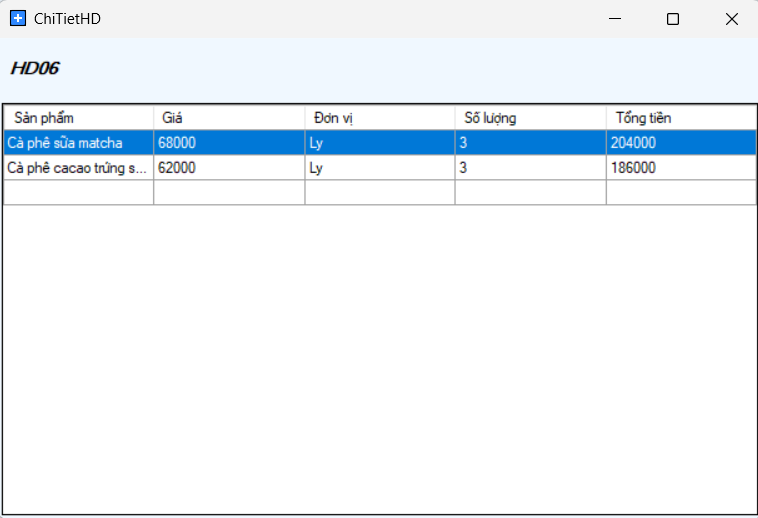 ChiTietHD
HD06
Sản phẩm Giá Đơn vị Số lượng Tổng tiền
Cà phê sữa matcha 68000 Ly 3 204000
Cà phê cacao trứng s... 62000 Ly 3 186000